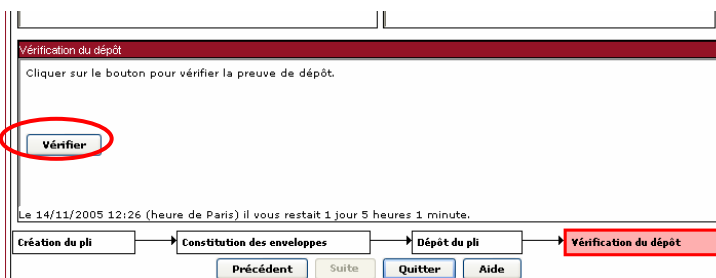 Vérification du dépôt
Cliquer sur le bouton pour vérifier la preuve de dépôt.
Vérifier
Le 14/11/2005 12:26 (heure de Paris) il vous restait 1 jour 5 heures 1 minute.
Création du pli Constitution des enveloppes Dépôt du pli Vérification du dépôt
Précédent Suite Quitter Aide